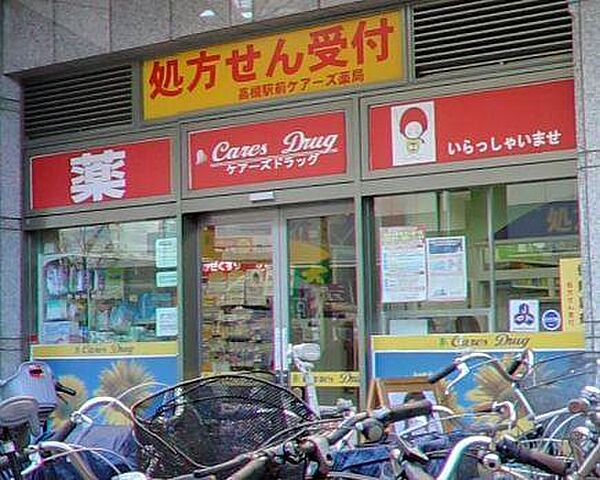 処方せん受付
高槻駅前ケアーズ薬局
薬
Cares Drug
ケアーズドラッグ
いらっしゃいませ
Cares Drug
Cares Drug
Cares Drug